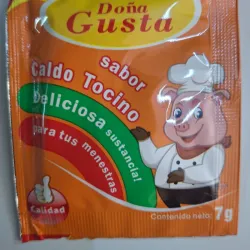 Doña
Gusta
sabor
Caldo Tocino
Deliciosa sustancia!
para tus menestras
Calidad
Contenido neto: 7g